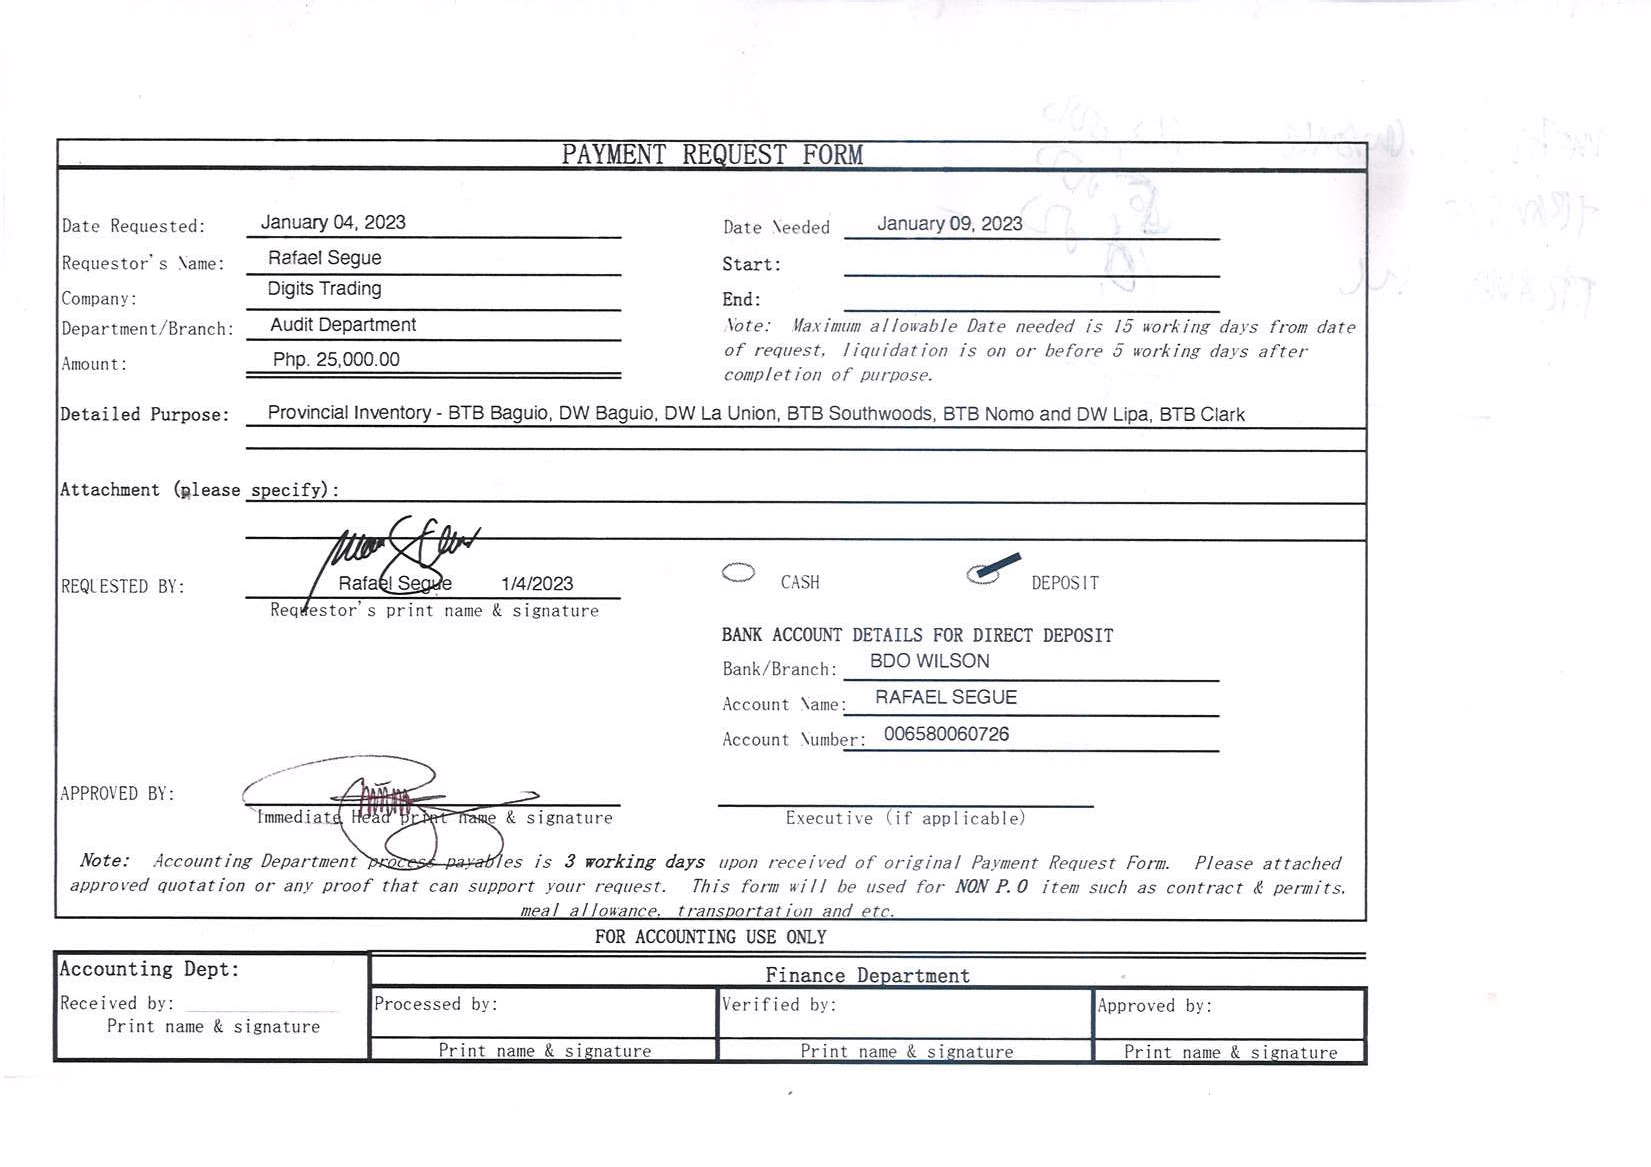 PAYMENT REQUEST FORM
Date Requested: January 04, 2023 Date Needed January 09, 2023
Requestor's Name: Rafael Segue Start:
Company: Digits Trading End:
Department/Branch: Audit Department Note: Maximum allowable Date needed is 15 working days from date
of request, liquidation is on or before 5 working days after
Amount: Php. 25,000.00
completion of purpose.
Detailed Purpose: Provincial Inventory - BTB Baguio, DW Baguio, DW La Union, BTB Southwoods, BTB Nomo and DW Lipa, BTB Clark
Attachment (please specify):
REQUESTED BY: Rafael Segue 1/4/2023 CASH DEPOSIT
Requestor's print name & signature
BANK ACCOUNT DETAILS FOR DIRECT DEPOSIT
Bank/Branch: BDO WILSON
Account Name: RAFAEL SEGUE
Account Number: 006580060726
APPROVED BY:
Immediate Head print name & signature Executive (if applicable)
Note: Accounting Department process payables is 3 working days upon received of original Payment Request Form. Please attached
approved quotation or any proof that can support your request. This form will be used for NON P.O item such as contract & permits,
meal allowance, transportation and etc.
FOR ACCOUNTING USE ONLY
Accounting Dept: Finance Department
Received by: Processed by: Verified by: Approved by:
Print name & signature
Print name & signature Print name & signature Print name & signature